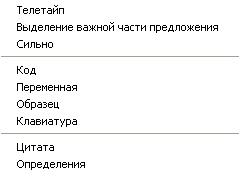 Телетайп
Выделение важной части предложения
Сильно
Код
Переменная
Образец
Клавиатура
Цитата
Определения